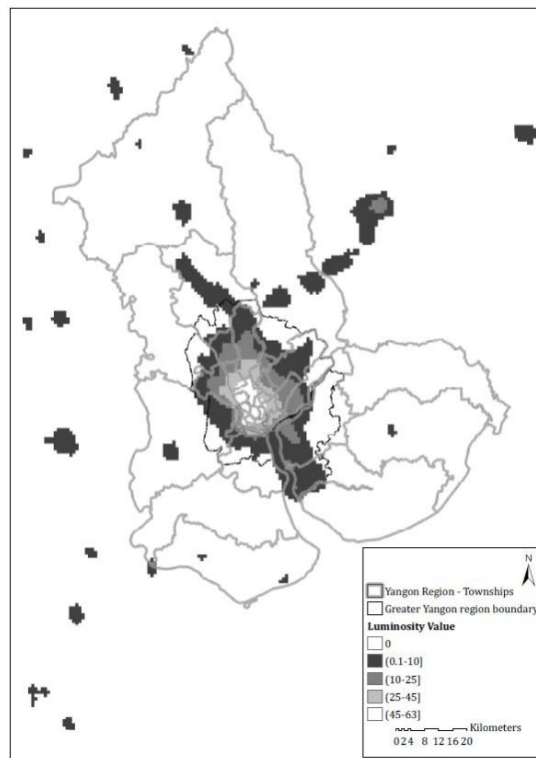 N
Yangon Region - Townships
Greater Yangon region boundary
Luminosity Value
0
(0.1-10]
(10-25]
(25-45]
(45-63]
Kilometers
0 2 4 8 12 16 20